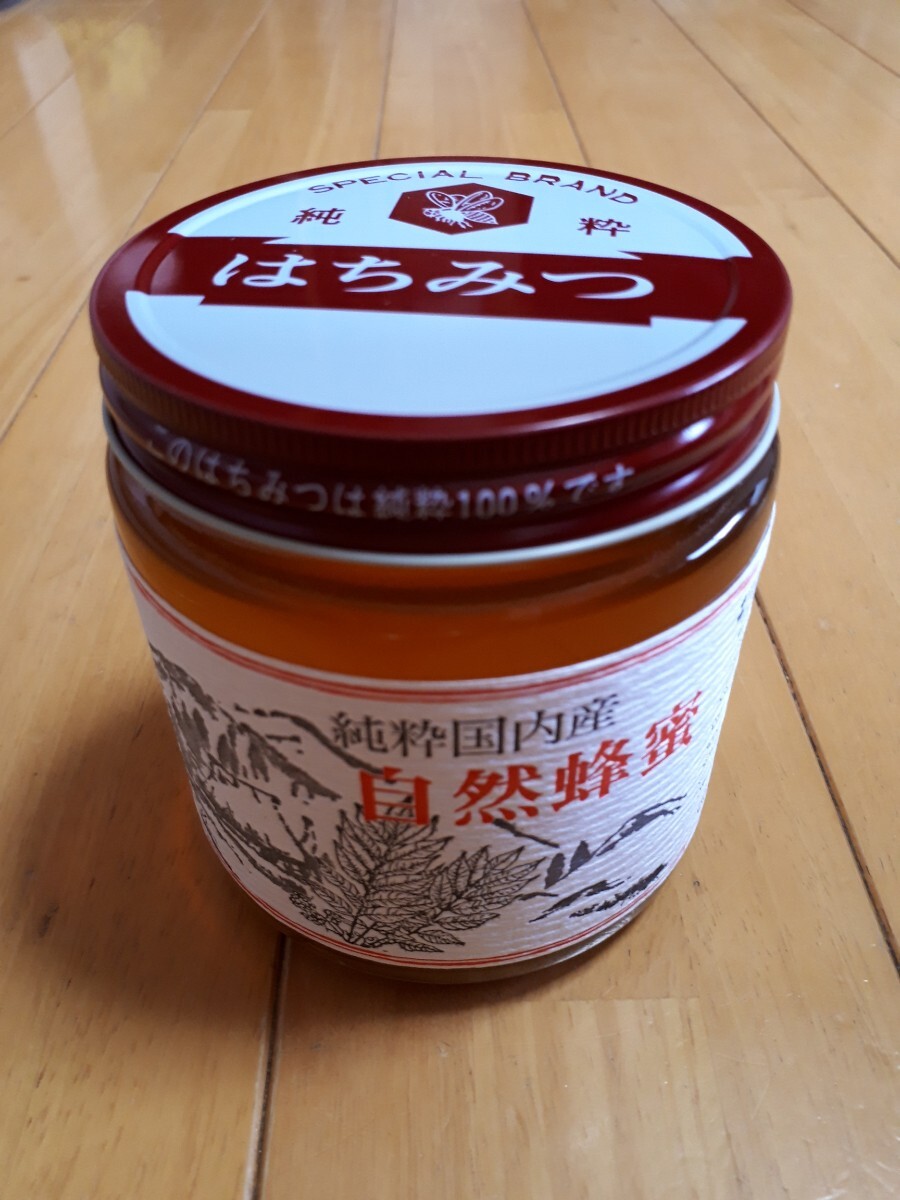 SPECIAL BRAND
純 粋
はちみつ
このはちみつは純粋100%です
純粋国内産
自然蜂蜜